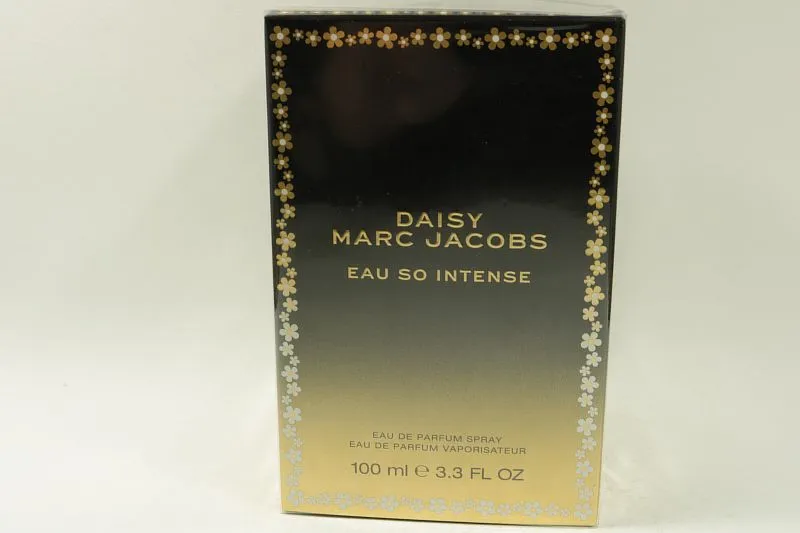 DAISY
MARC JACOBS
EAU SO INTENSE
EAU DE PARFUM SPRAY
EAU DE PARFUM VAPORISATEUR
100 ml ℮ 3.3 FL OZ